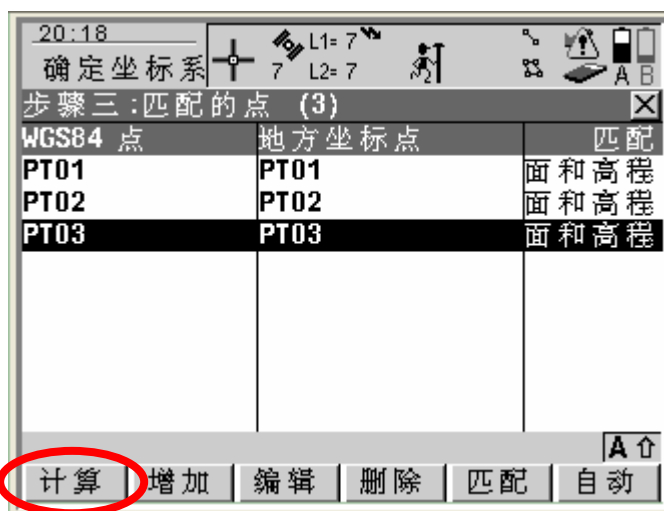 20:18
确定坐标系
L1= 7
7 L2= 7
A B
步骤三:匹配的点 (3)
WGS84 点 地方坐标点 匹配
PT01 PT01 面和高程
PT02 PT02 面和高程
PT03 PT03 面和高程
A
计算 增加 编辑 删除 匹配 自动